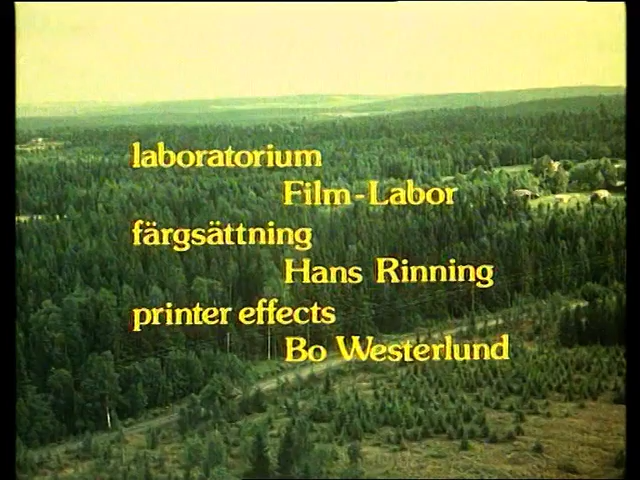 laboratorium
Film-Labor
färgsättning
Hans Rinning
printer effects
Bo Westerlund